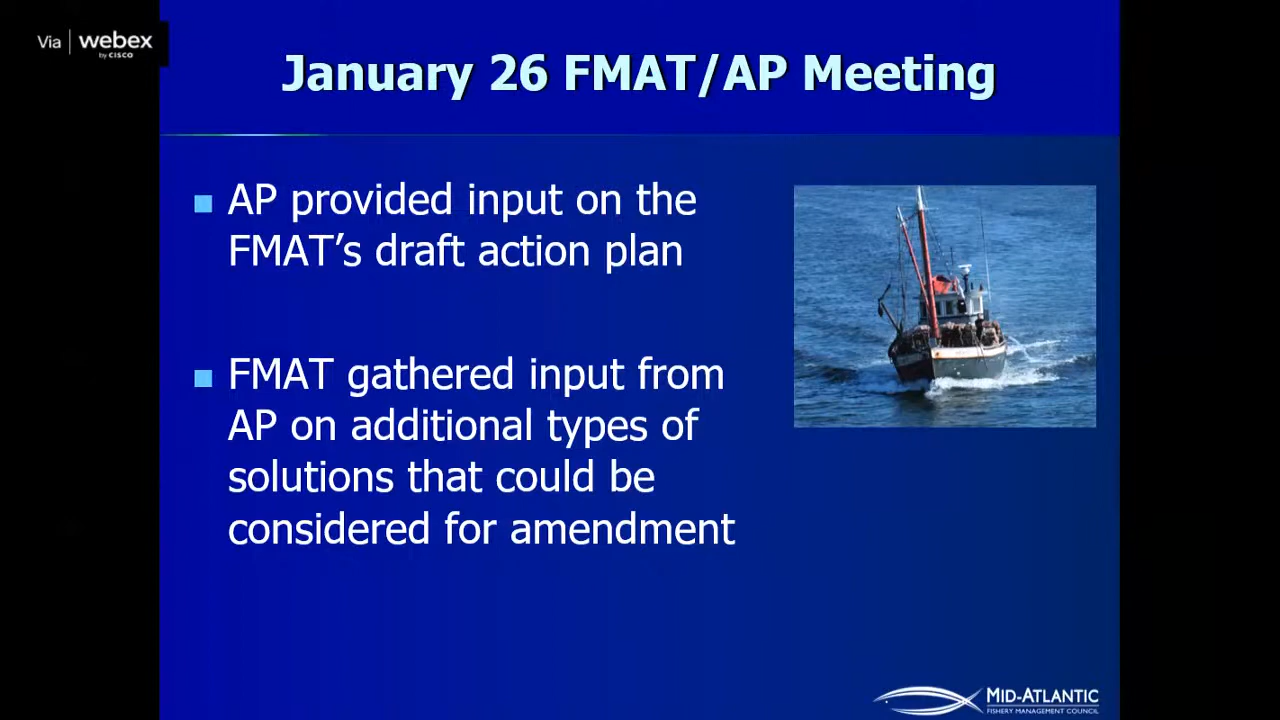 Via webex
by CISCO
January 26 FMAT/AP Meeting
AP provided input on the
FMAT's draft action plan
FMAT gathered input from
AP on additional types of
solutions that could be
considered for amendment
MID-ATLANTIC
FISHERY MANAGEMENT COUNCIL